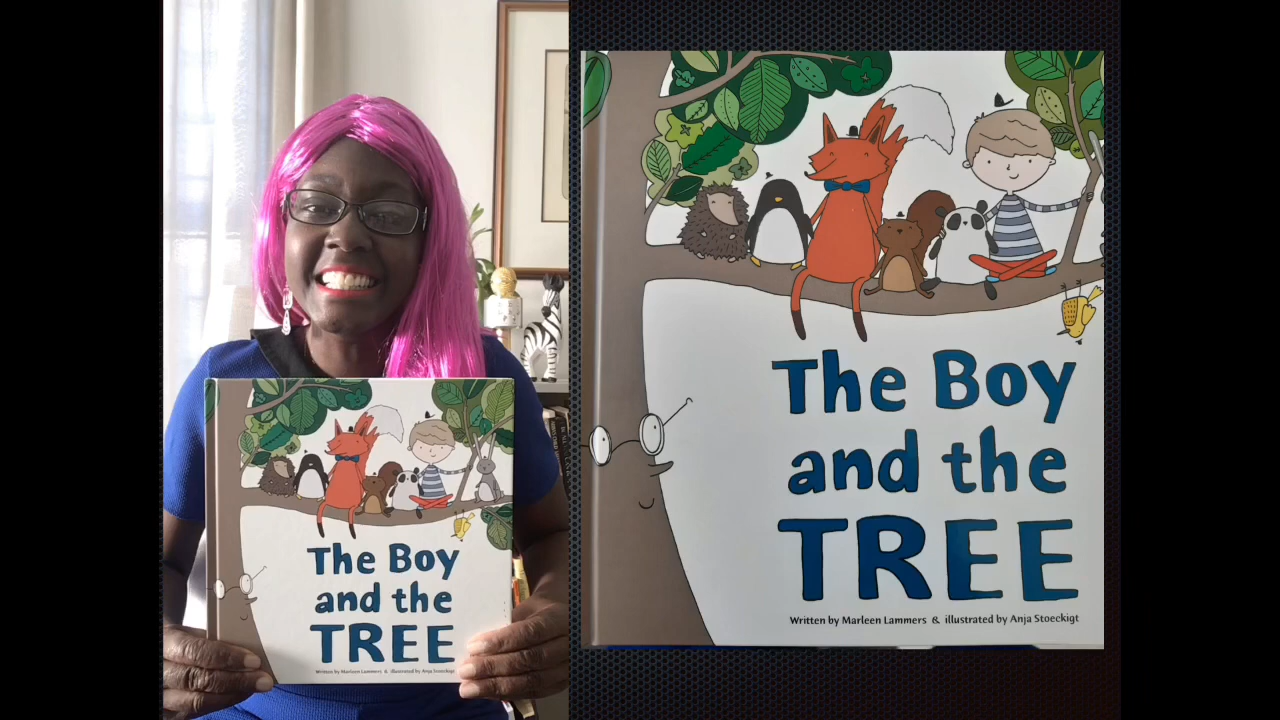 The Boy
and the
TREE
Written by Marleen Lammers & illustrated by Anja Stoeckigt
The Boy
and the
TREE
Written by Marleen Lammers & illustrated by Anja Stoeckigt